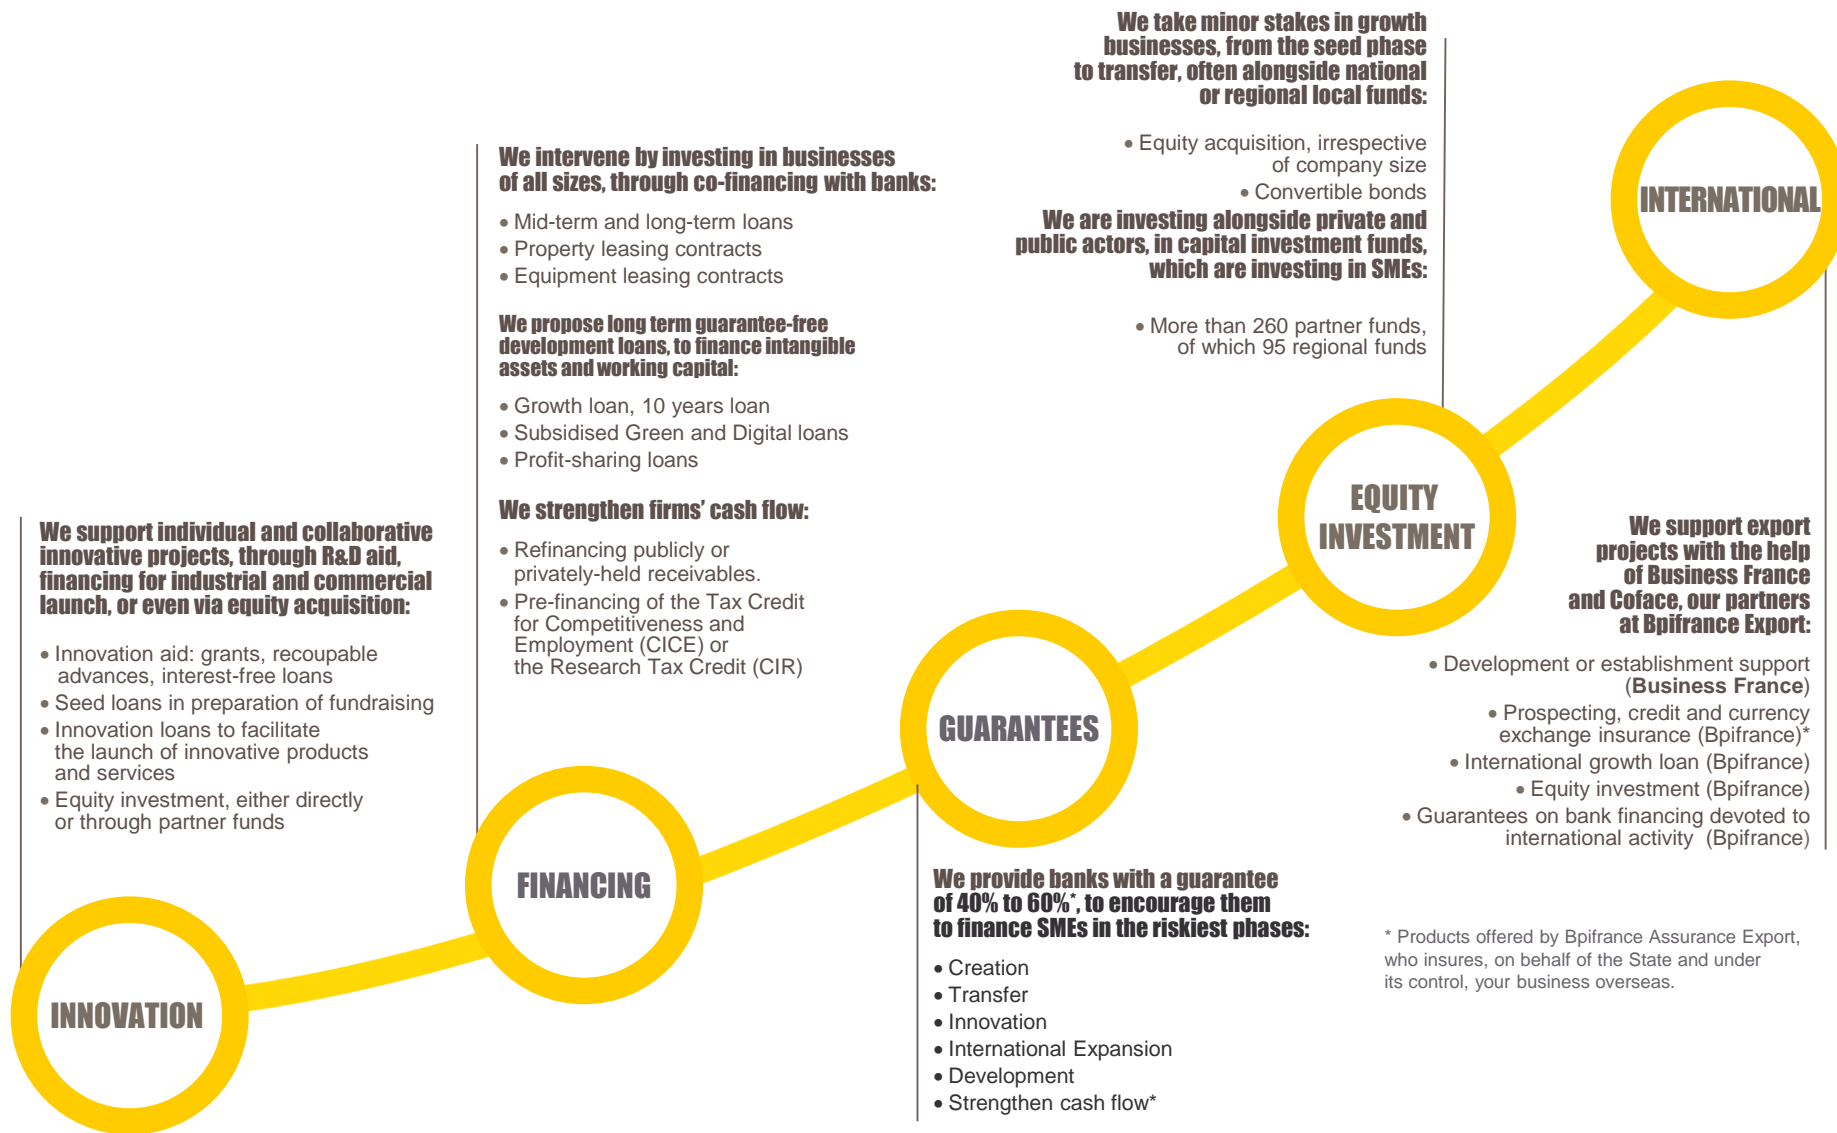 We support individual and collaborative
innovative projects, through R&D aid,
financing for industrial and commercial
launch, or even via equity acquisition:
• Innovation aid: grants, recoupable
advances, interest-free loans
• Seed loans in preparation of fundraising
• Innovation loans to facilitate
the launch of innovative products
and services
• Equity investment, either directly
or through partner funds
INNOVATION
We intervene by investing in businesses
of all sizes, through co-financing with banks:
• Mid-term and long-term loans
• Property leasing contracts
• Equipment leasing contracts
We propose long term guarantee-free
development loans, to finance intangible
assets and working capital:
• Growth loan, 10 years loan
• Subsidised Green and Digital loans
• Profit-sharing loans
We strengthen firms’ cash flow:
• Refinancing publicly or
privately-held receivables.
• Pre-financing of the Tax Credit
for Competitiveness and
Employment (CICE) or
the Research Tax Credit (CIR)
FINANCING
GUARANTEES
We provide banks with a guarantee
of 40% to 60%*, to encourage them
to finance SMEs in the riskiest phases:
• Creation
• Transfer
• Innovation
• International Expansion
• Development
• Strengthen cash flow*
We take minor stakes in growth
businesses, from the seed phase
to transfer, often alongside national
or regional local funds:
• Equity acquisition, irrespective
of company size
• Convertible bonds
We are investing alongside private and
public actors, in capital investment funds,
which are investing in SMEs:
• More than 260 partner funds,
of which 95 regional funds
EQUITY
INVESTMENT
INTERNATIONAL
We support export
projects with the help
of Business France
and Coface, our partners
at Bpifrance Export:
• Development or establishment support
(Business France)
• Prospecting, credit and currency
exchange insurance (Bpifrance)*
• International growth loan (Bpifrance)
• Equity investment (Bpifrance)
• Guarantees on bank financing devoted to
international activity (Bpifrance)
* Products offered by Bpifrance Assurance Export,
who insures, on behalf of the State and under
its control, your business overseas.